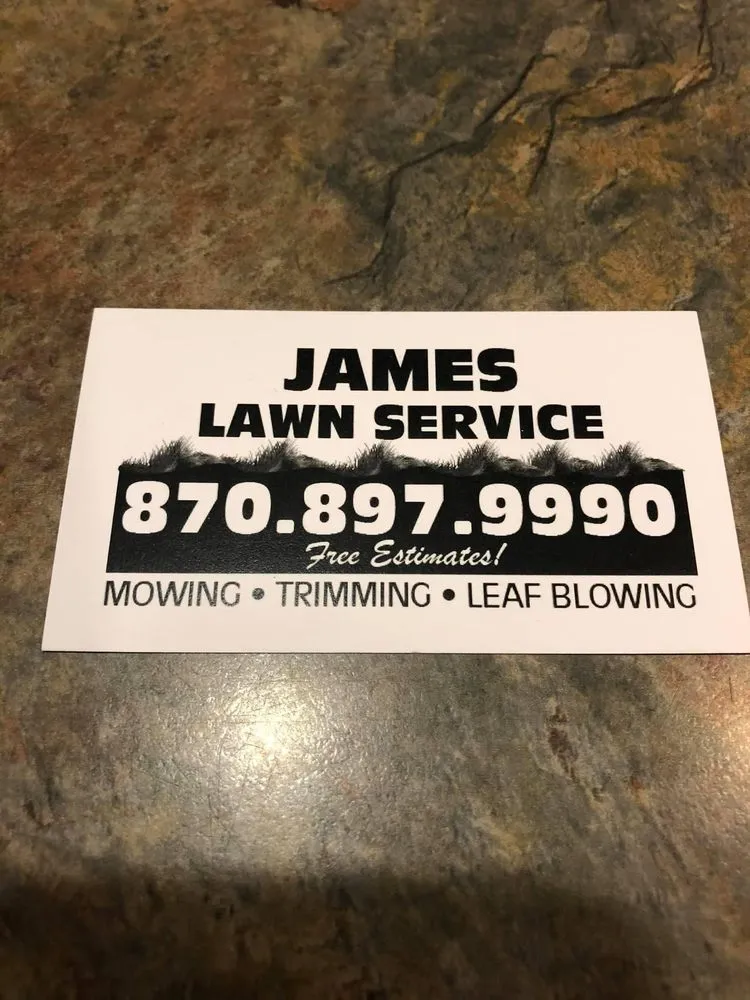 JAMES
LAWN SERVICE
870.897.9990
Free Estimates!
MOWING • TRIMMING • LEAF BLOWING